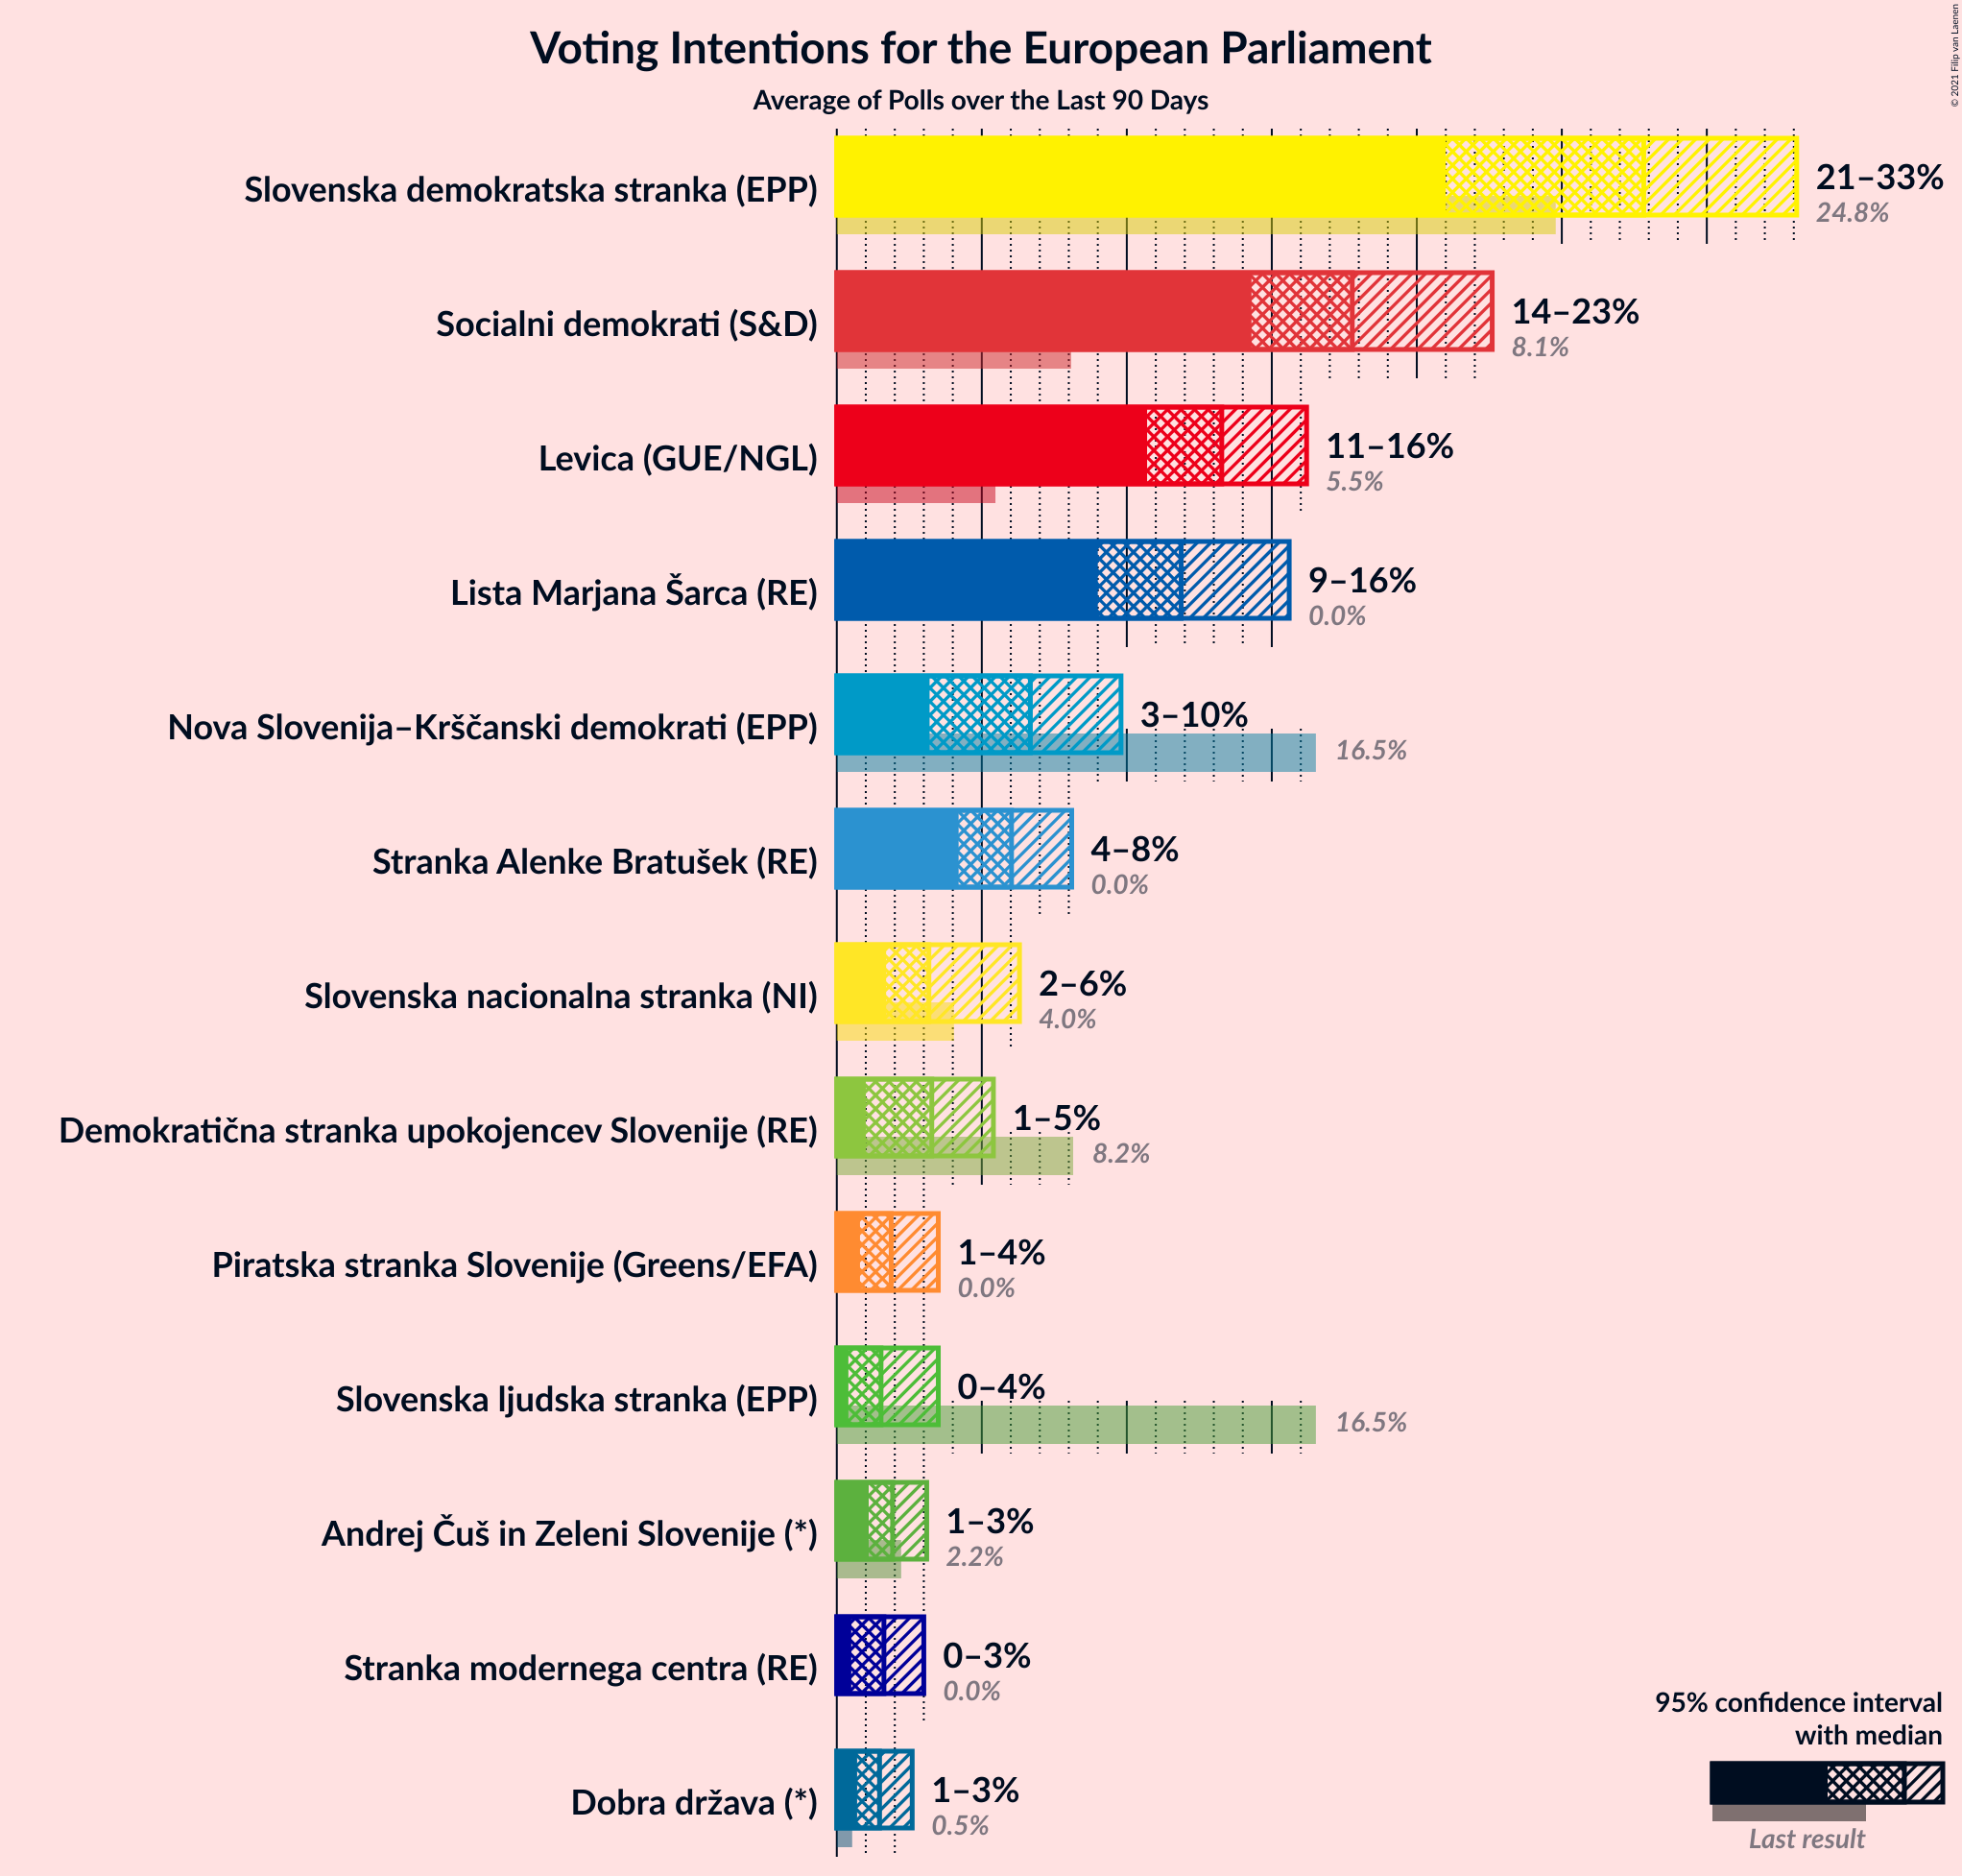 Voting Intentions for the European Parliament
Average of Polls over the Last 90 Days
© 2021 Filip van Laenen
Slovenska demokratska stranka (EPP)
21–33%
24.8%
Socialni demokrati (S&D)
14–23%
8.1%
Levica (GUE/NGL)
11–16%
5.5%
Lista Marjana Šarca (RE)
9–16%
0.0%
Nova Slovenija–Krščanski demokrati (EPP)
3–10%
16.5%
Stranka Alenke Bratušek (RE)
4–8%
0.0%
Slovenska nacionalna stranka (NI)
2–6%
4.0%
Demokratična stranka upokojencev Slovenije (RE)
1–5%
8.2%
Piratska stranka Slovenije (Greens/EFA)
1–4%
0.0%
Slovenska ljudska stranka (EPP)
0–4%
16.5%
Andrej Čuš in Zeleni Slovenije (*)
1–3%
2.2%
Stranka modernega centra (RE)
0–3%
0.0%
Dobra država (*)
1–3%
0.5%
95% confidence interval
with median
Last result